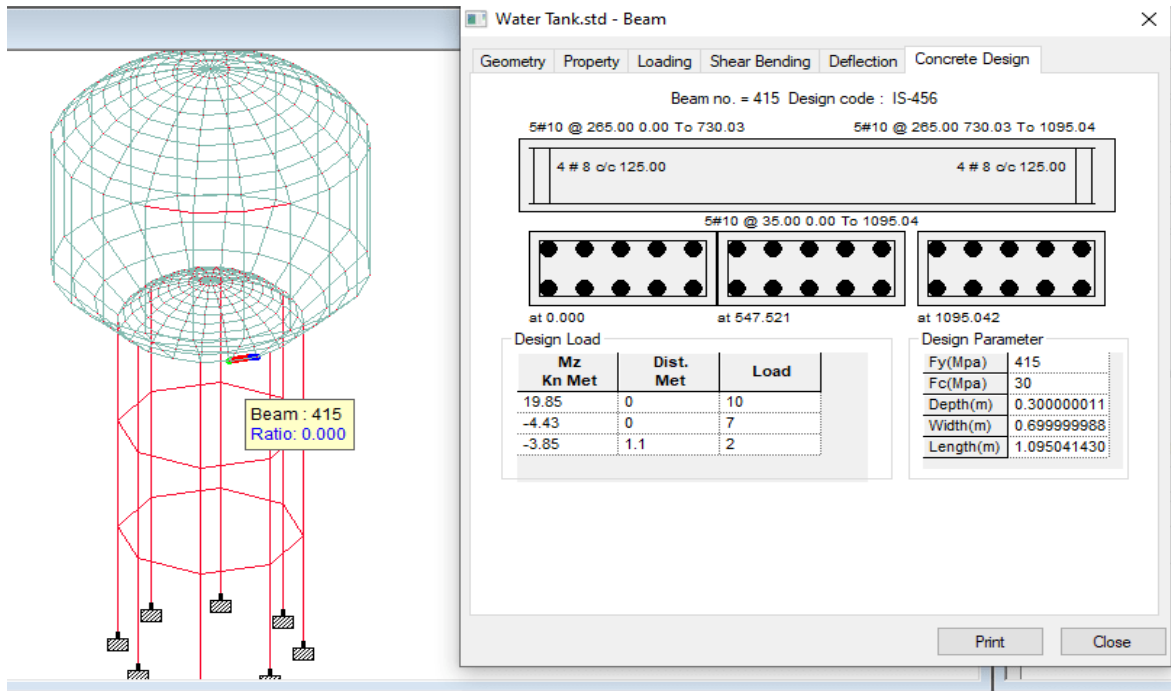 Water Tank.std - Beam
Geometry Property Loading Shear Bending Deflection Concrete Design
Beam no. = 415 Design code : IS-456
5#10 @ 265.00 0.00 To 730.03 5#10 @ 265.00 730.03 To 1095.04
4 # 8 c/c 125.00 4 # 8 c/c 125.00
5#10 @ 35.00 0.00 To 1095.04
at 0.000 at 547.521 at 1095.042
Design Load
Mz Dist. Load
Kn Met Met
19.85 0 10
-4.43 0 7
-3.85 1.1 2
Design Parameter
Fy(Mpa) 415
Fc(Mpa) 30
Depth(m) 0.300000011
Width(m) 0.699999988
Length(m) 1.095041430
Beam : 415
Ratio: 0.000
Print Close